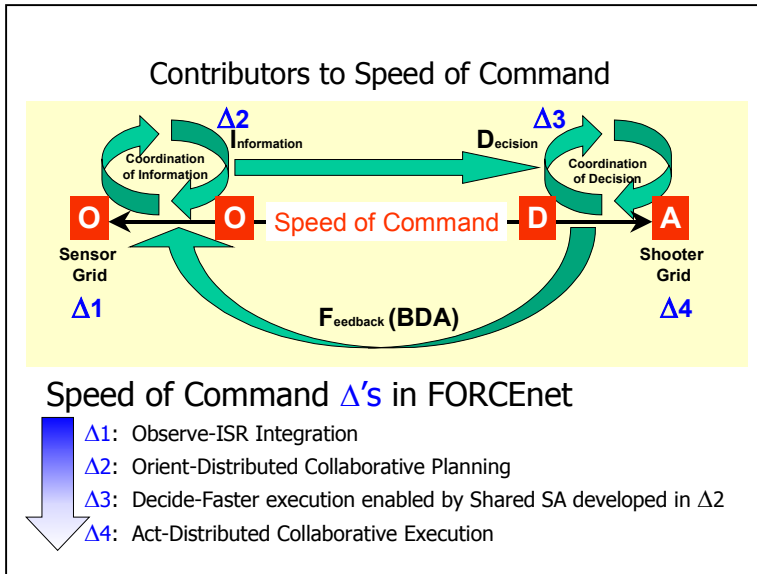 Contributors to Speed of Command
Δ2
Δ3
Information
Decision
Coordination
of Information
Coordination
of Decision
O
O
Speed of Command
D
A
Sensor
Grid
Shooter
Grid
Δ1
Δ4
Feedback (BDA)
Speed of Command Δ's in FORCEnet
Δ1: Observe-ISR Integration
Δ2: Orient-Distributed Collaborative Planning
Δ3: Decide-Faster execution enabled by Shared SA developed in Δ2
Δ4: Act-Distributed Collaborative Execution